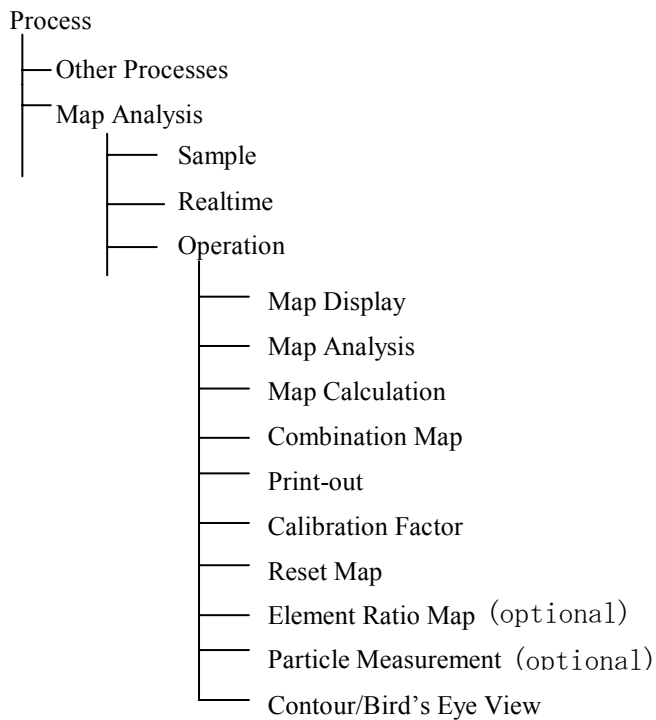 Process
Other Processes
Map Analysis
Sample
Realtime
Operation
Map Display
Map Analysis
Map Calculation
Combination Map
Print-out
Calibration Factor
Reset Map
Element Ratio Map (optional)
Particle Measurement (optional)
Contour/Bird's Eye View